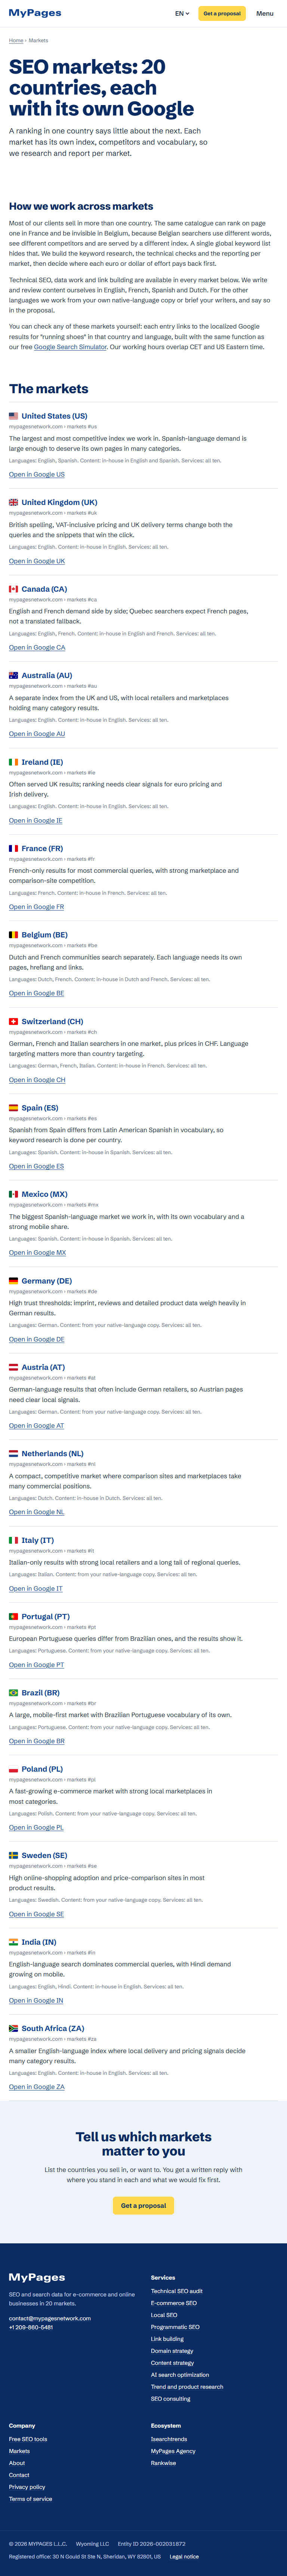 MyPages
EN
Get a proposal
Menu
Home › Markets
SEO markets: 20
countries, each
with its own Google
A ranking in one country says little about the next. Each
market has its own index, competitors and vocabulary, so
we research and report per market.
How we work across markets
Most of our clients sell in more than one country. The same catalogue can rank on page
one in France and be invisible in Belgium, because Belgian searchers use different words,
see different competitors and are served by a different index. A single global keyword list
hides that. We build the keyword research, the technical checks and the reporting per
market, then decide where each euro or dollar of effort pays back first.
Technical SEO, data work and link building are available in every market below. We write
and review content ourselves in English, French, Spanish and Dutch. For the other
languages we work from your own native-language copy or brief your writers, and say so
in the proposal.
You can check any of these markets yourself: each entry links to the localized Google
results for "running shoes" in that country and language, built with the same function as
our free Google Search Simulator. Our working hours overlap CET and US Eastern time.
The markets
United States (US)
mypagesnetwork.com › markets #us
The largest and most competitive index we work in. Spanish-language demand is
large enough to deserve its own pages in many categories.
Languages: English, Spanish. Content: in-house in English and Spanish. Services: all ten.
Open in Google US
United Kingdom (UK)
mypagesnetwork.com › markets #uk
British spelling, VAT-inclusive pricing and UK delivery terms change both the
queries and the snippets that win the click.
Languages: English. Content: in-house in English. Services: all ten.
Open in Google UK
Canada (CA)
mypagesnetwork.com › markets #ca
English and French demand side by side; Quebec searchers expect French pages,
not a translated fallback.
Languages: English, French. Content: in-house in English and French. Services: all ten.
Open in Google CA
Australia (AU)
mypagesnetwork.com › markets #au
A separate index from the UK and US, with local retailers and marketplaces
holding many category results.
Languages: English. Content: in-house in English. Services: all ten.
Open in Google AU
Ireland (IE)
mypagesnetwork.com › markets #ie
Often served UK results; ranking needs clear signals for euro pricing and
Irish delivery.
Languages: English. Content: in-house in English. Services: all ten.
Open in Google IE
France (FR)
mypagesnetwork.com › markets #fr
French-only results for most commercial queries, with strong marketplace and
comparison-site competition.
Languages: French. Content: in-house in French. Services: all ten.
Open in Google FR
Belgium (BE)
mypagesnetwork.com › markets #be
Dutch and French communities search separately. Each language needs its own
pages, hreflang and links.
Languages: Dutch, French. Content: in-house in Dutch and French. Services: all ten.
Open in Google BE
Switzerland (CH)
mypagesnetwork.com › markets #ch
German, French and Italian searchers in one market, plus prices in CHF. Language
targeting matters more than country targeting.
Languages: German, French, Italian. Content: in-house in French. Services: all ten.
Open in Google CH
Spain (ES)
mypagesnetwork.com › markets #es
Spanish from Spain differs from Latin American Spanish in vocabulary, so
keyword research is done per country.
Languages: Spanish. Content: in-house in Spanish. Services: all ten.
Open in Google ES
Mexico (MX)
mypagesnetwork.com › markets #mx
The biggest Spanish-language market we work in, with its own vocabulary and a
strong mobile share.
Languages: Spanish. Content: in-house in Spanish. Services: all ten.
Open in Google MX
Germany (DE)
mypagesnetwork.com › markets #de
High trust thresholds: imprint, reviews and detailed product data weigh heavily in
German results.
Languages: German. Content: from your native-language copy. Services: all ten.
Open in Google DE
Austria (AT)
mypagesnetwork.com › markets #at
German-language results that often include German retailers, so Austrian pages
need clear local signals.
Languages: German. Content: from your native-language copy. Services: all ten.
Open in Google AT
Netherlands (NL)
mypagesnetwork.com › markets #nl
A compact, competitive market where comparison sites and marketplaces take
many commercial positions.
Languages: Dutch. Content: in-house in Dutch. Services: all ten.
Open in Google NL
Italy (IT)
mypagesnetwork.com › markets #it
Italian-only results with strong local retailers and a long tail of regional queries.
Languages: Italian. Content: from your native-language copy. Services: all ten.
Open in Google IT
Portugal (PT)
mypagesnetwork.com › markets #pt
European Portuguese queries differ from Brazilian ones, and the results show it.
Languages: Portuguese. Content: from your native-language copy. Services: all ten.
Open in Google PT
Brazil (BR)
mypagesnetwork.com › markets #br
A large, mobile-first market with Brazilian Portuguese vocabulary of its own.
Languages: Portuguese. Content: from your native-language copy. Services: all ten.
Open in Google BR
Poland (PL)
mypagesnetwork.com › markets #pl
A fast-growing e-commerce market with strong local marketplaces in
most categories.
Languages: Polish. Content: from your native-language copy. Services: all ten.
Open in Google PL
Sweden (SE)
mypagesnetwork.com › markets #se
High online-shopping adoption and price-comparison sites in most
product results.
Languages: Swedish. Content: from your native-language copy. Services: all ten.
Open in Google SE
India (IN)
mypagesnetwork.com › markets #in
English-language search dominates commercial queries, with Hindi demand
growing on mobile.
Languages: English, Hindi. Content: in-house in English. Services: all ten.
Open in Google IN
South Africa (ZA)
mypagesnetwork.com › markets #za
A smaller English-language index where local delivery and pricing signals decide
many category results.
Languages: English. Content: in-house in English. Services: all ten.
Open in Google ZA
Tell us which markets
matter to you
List the countries you sell in, or want to. You get a written reply with
where you stand in each and what we would fix first.
Get a proposal
MyPages
SEO and search data for e-commerce and online
businesses in 20 markets.
contact@mypagesnetwork.com
+1 209-860-5481
Services
Technical SEO audit
E-commerce SEO
Local SEO
Programmatic SEO
Link building
Domain strategy
Content strategy
AI search optimization
Trend and product research
SEO consulting
Company
Free SEO tools
Markets
About
Contact
Privacy policy
Terms of service
Ecosystem
Isearchtrends
MyPages Agency
Rankwise
© 2026 MYPAGES L.L.C.
Wyoming LLC
Entity ID 2026-002031872
Registered office: 30 N Gould St Ste N, Sheridan, WY 82801, US
Legal notice